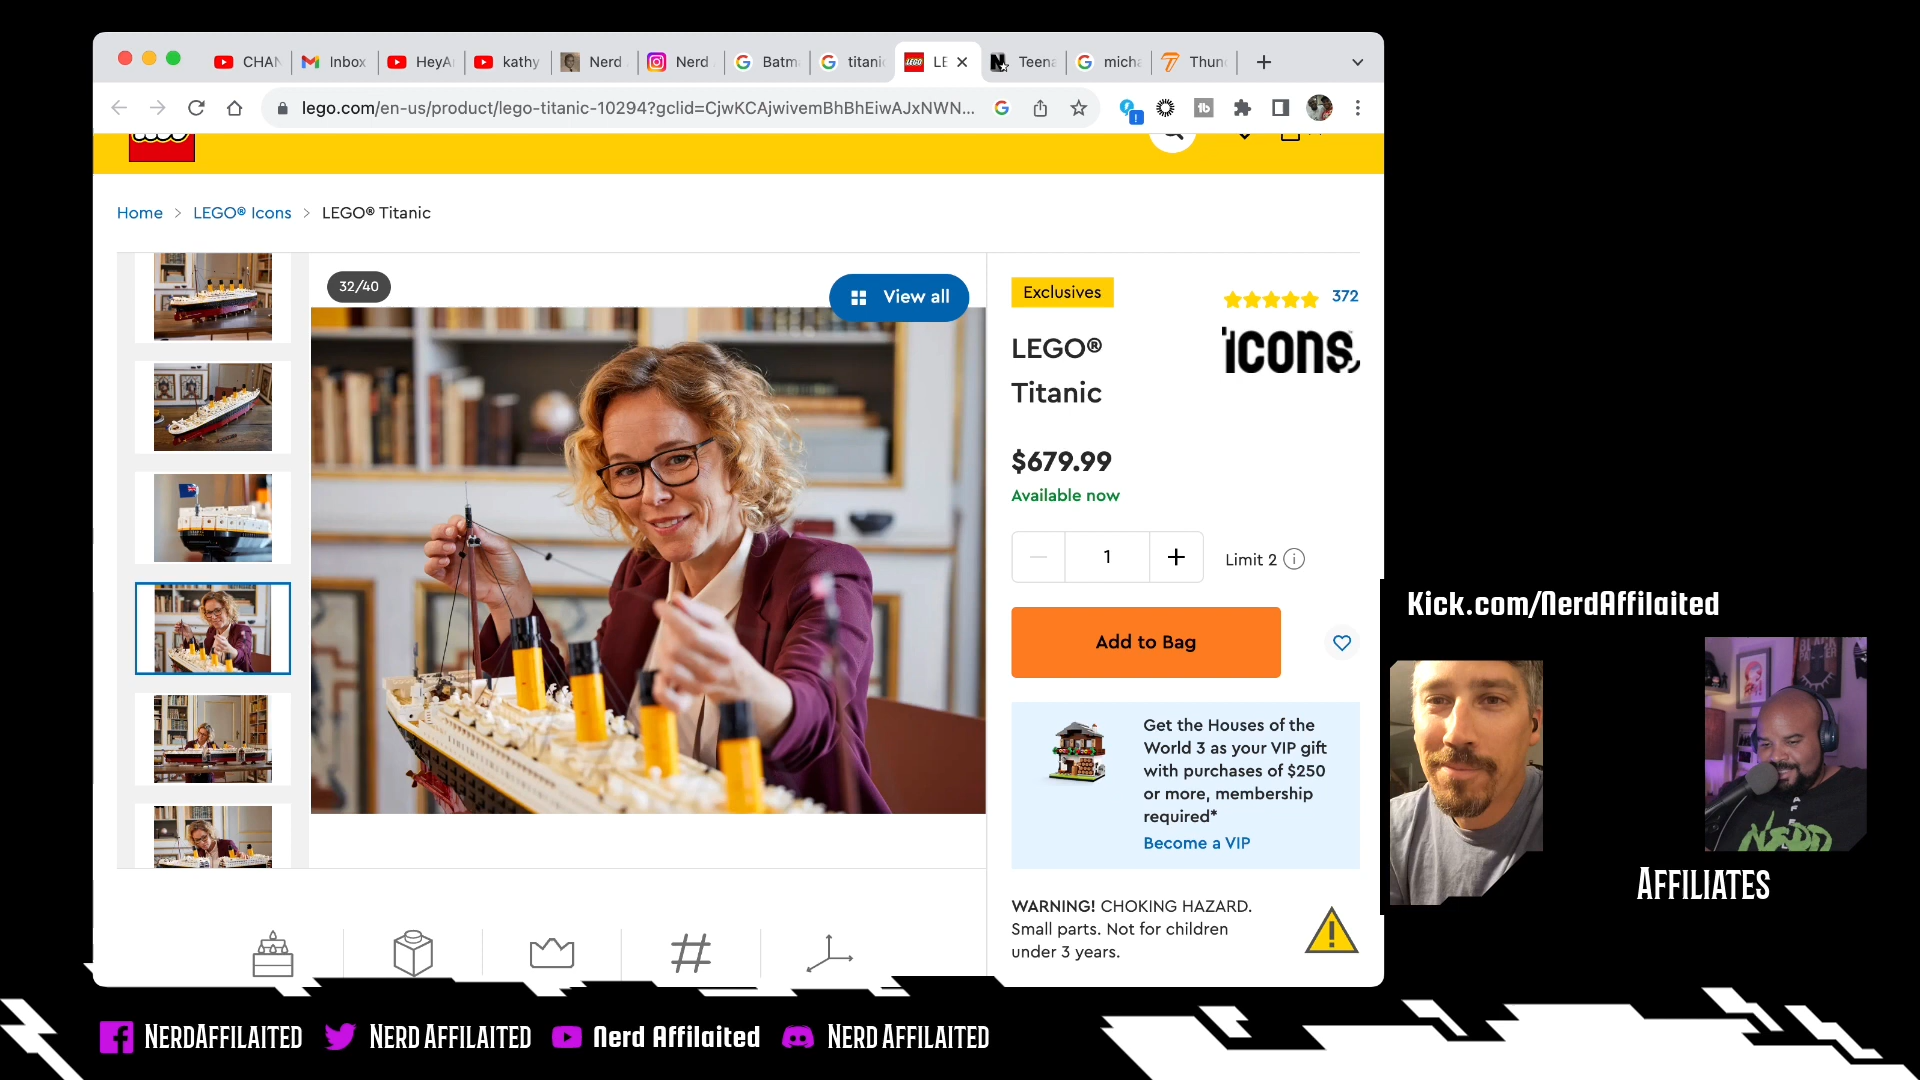 CHAN
Inbox
HeyA
kathy
Nerd
Nerd
Batm
titanic
LE
Teena
micha
Thun
lego.com/en-us/product/lego-titanic-10294?gclid=CjwKCAjwivemBhBhEiwAJxNWN...
Home > LEGO® Icons > LEGO® Titanic
32/40
View all
Exclusives
372
LEGO®
Titanic
icons
$679.99
Available now
1
Limit 2
Add to Bag
Get the Houses of the
World 3 as your VIP gift
with purchases of $250
or more, membership
required*
Become a VIP
WARNING! CHOKING HAZARD.
Small parts. Not for children
under 3 years.
Kick.com/NerdAffilaited
NERD
AFFILIATES
NERDAFFILAITED
NERD AFFILAITED
Nerd Affilaited
NERD AFFILAITED